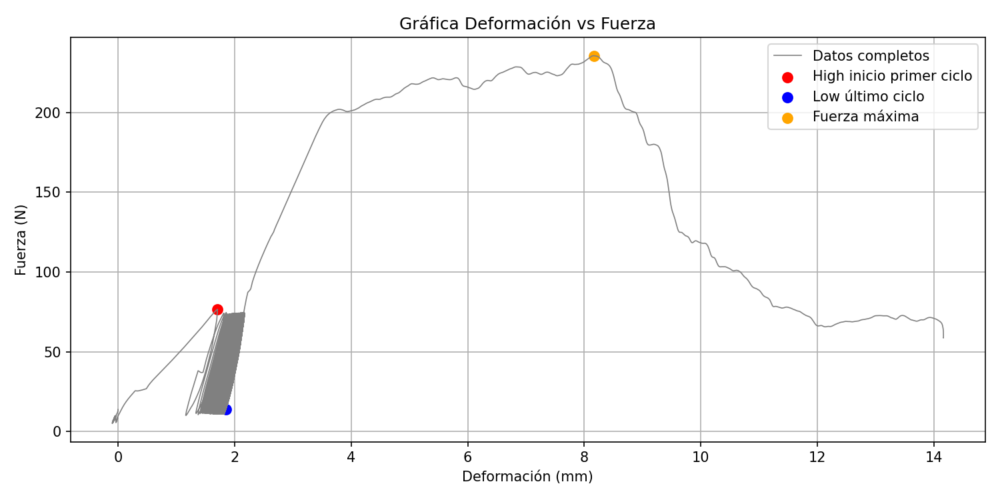 Gráfica Deformación vs Fuerza
Datos completos
High inicio primer ciclo
Low último ciclo
Fuerza máxima
Fuerza (N)
200
150
100
50
0
0 2 4 6 8 10 12 14
Deformación (mm)